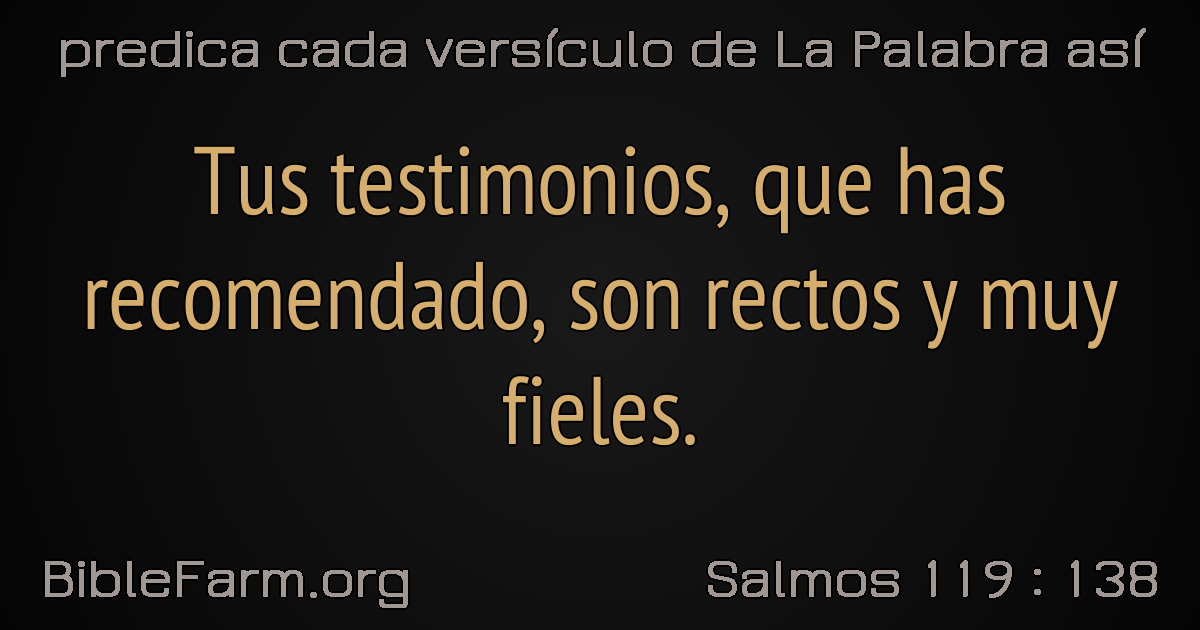 predica cada versículo de La Palabra así
Tus testimonios, que has
recomendado, son rectos y muy
fieles.
BibleFarm.org
Salmos 119 : 138